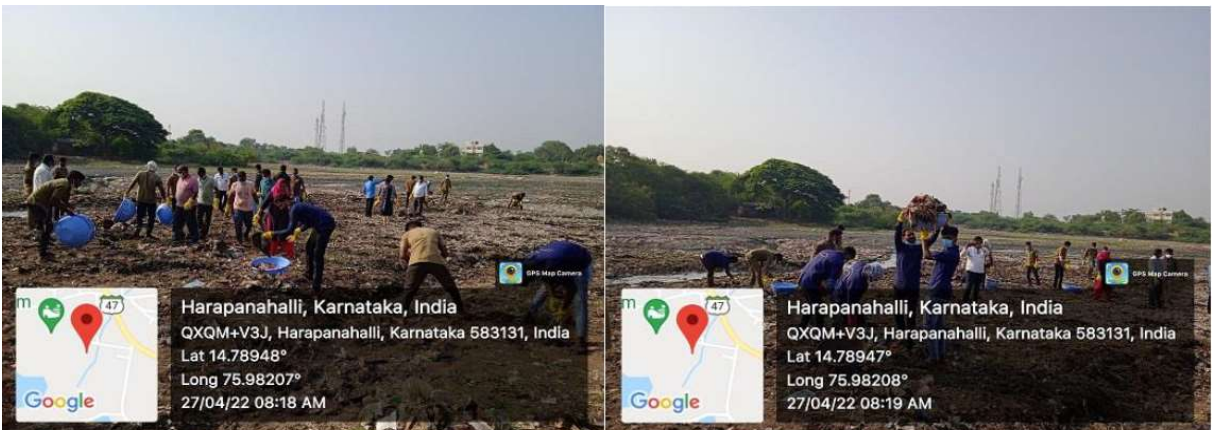 GPS Map Camera
m
47
Google
Harapanahalli, Karnataka, India
QXQM+V3J, Harapanahalli, Karnataka 583131, India
Lat 14.78948°
Long 75.98207°
27/04/22 08:18 AM
GPS Map Camera
m
47
Google
Harapanahalli, Karnataka, India
QXQM+V3J, Harapanahalli, Karnataka 583131, India
Lat 14.78947°
Long 75.98208°
27/04/22 08:19 AM